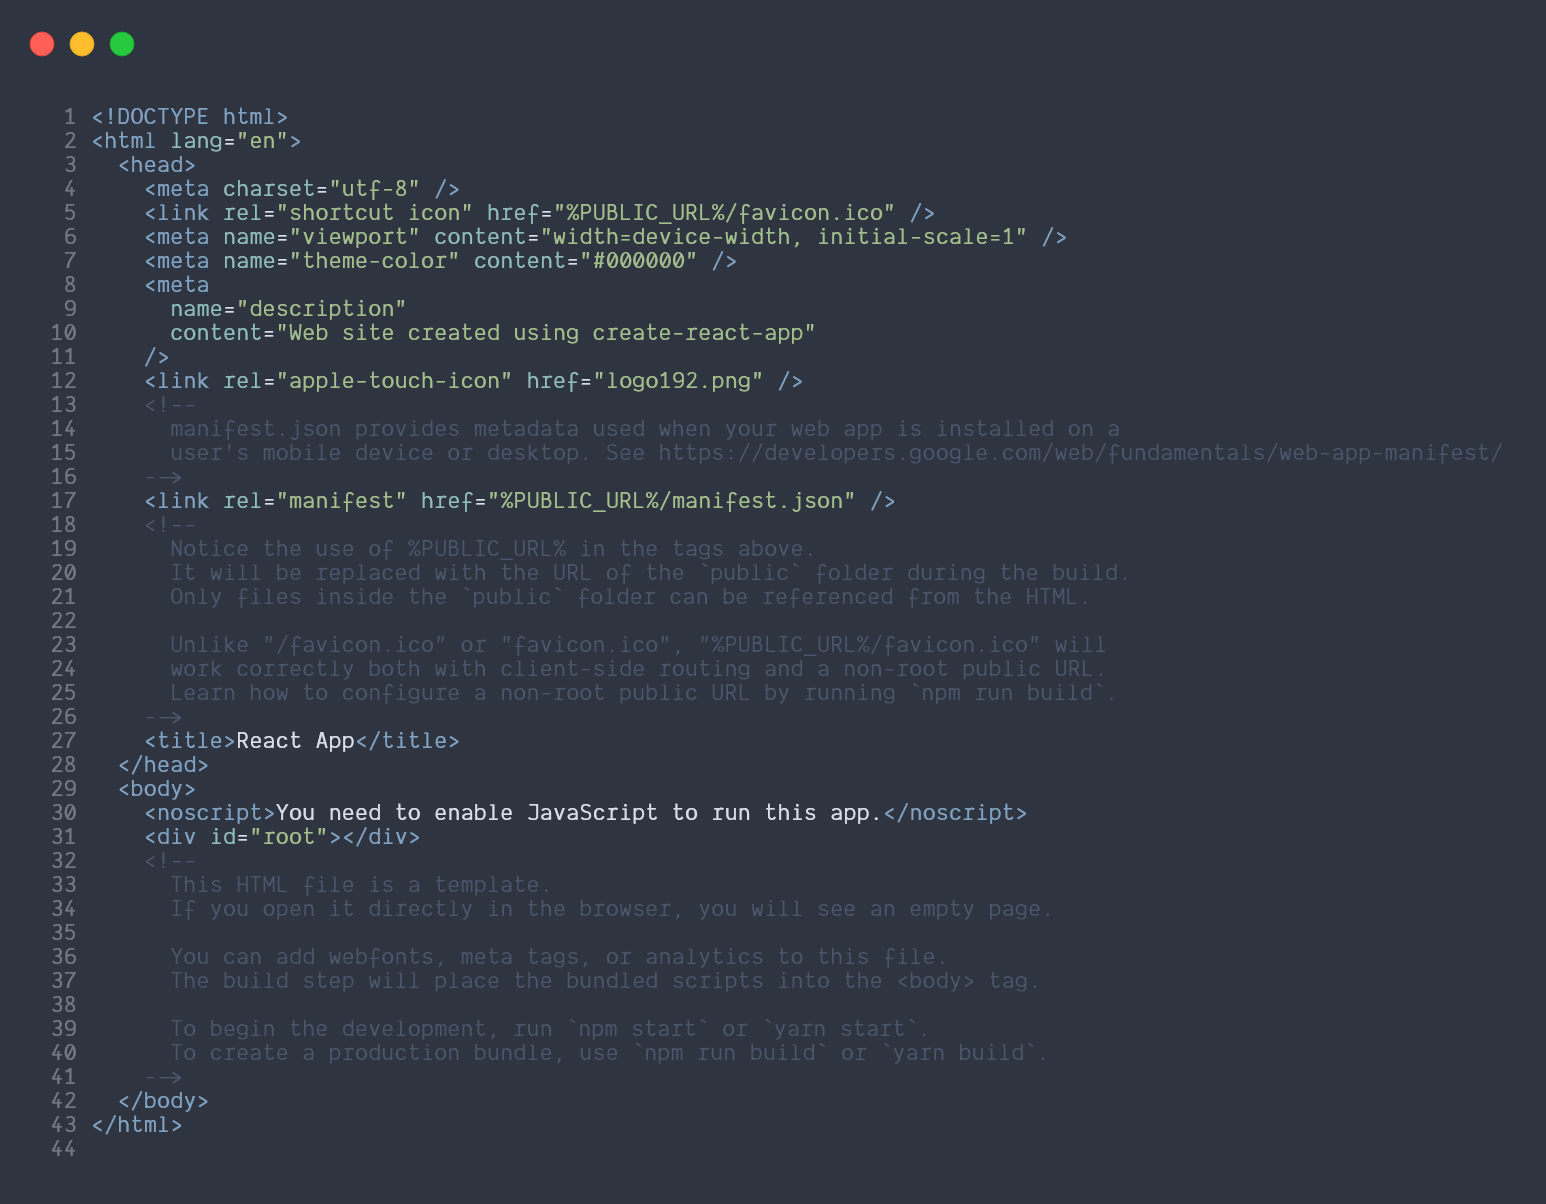 1 <!DOCTYPE html>
2 <html lang="en">
3   <head>
4     <meta charset="utf-8" />
5     <link rel="shortcut icon" href="%PUBLIC_URL%/favicon.ico" />
6     <meta name="viewport" content="width=device-width, initial-scale=1" />
7     <meta name="theme-color" content="#000000" />
8     <meta
9       name="description"
10       content="Web site created using create-react-app"
11     />
12     <link rel="apple-touch-icon" href="logo192.png" />
13     <!--
14       manifest.json provides metadata used when your web app is installed on a
15       user's mobile device or desktop. See https://developers.google.com/web/fundamentals/web-app-manifest/
16     -->
17     <link rel="manifest" href="%PUBLIC_URL%/manifest.json" />
18     <!--
19       Notice the use of %PUBLIC_URL% in the tags above.
20       It will be replaced with the URL of the `public` folder during the build.
21       Only files inside the `public` folder can be referenced from the HTML.
22
23       Unlike "/favicon.ico" or "favicon.ico", "%PUBLIC_URL%/favicon.ico" will
24       work correctly both with client-side routing and a non-root public URL.
25       Learn how to configure a non-root public URL by running `npm run build`.
26     -->
27     <title>React App</title>
28   </head>
29   <body>
30     <noscript>You need to enable JavaScript to run this app.</noscript>
31     <div id="root"></div>
32     <!--
33       This HTML file is a template.
34       If you open it directly in the browser, you will see an empty page.
35
36       You can add webfonts, meta tags, or analytics to this file.
37       The build step will place the bundled scripts into the <body> tag.
38
39       To begin the development, run `npm start` or `yarn start`.
40       To create a production bundle, use `npm run build` or `yarn build`.
41     -->
42   </body>
43 </html>
44